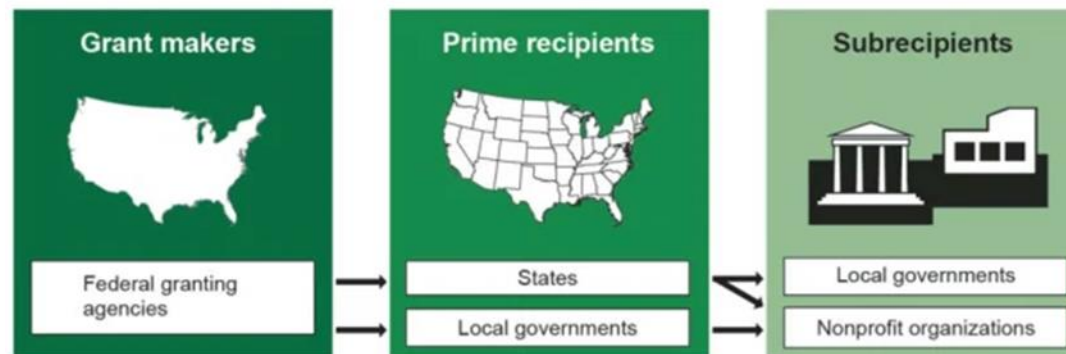 Grant makers
Federal granting
agencies
Prime recipients
States
Local governments
Subrecipients
Local governments
Nonprofit organizations